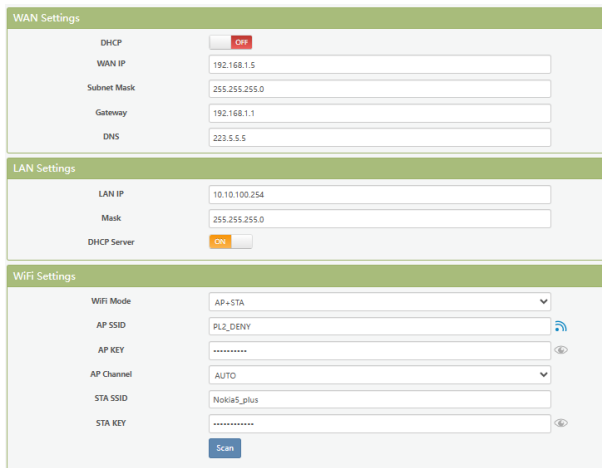 WAN Settings
DHCP OFF
WAN IP 192.168.1.5
Subnet Mask 255.255.255.0
Gateway 192.168.1.1
DNS 223.5.5.5
LAN Settings
LAN IP 10.10.100.254
Mask 255.255.255.0
DHCP Server ON
WiFi Settings
WiFi Mode AP+STA
AP SSID PL2_DENY
AP KEY ••••••••••
AP Channel AUTO
STA SSID Nokia5_plus
STA KEY ••••••••••••
Scan